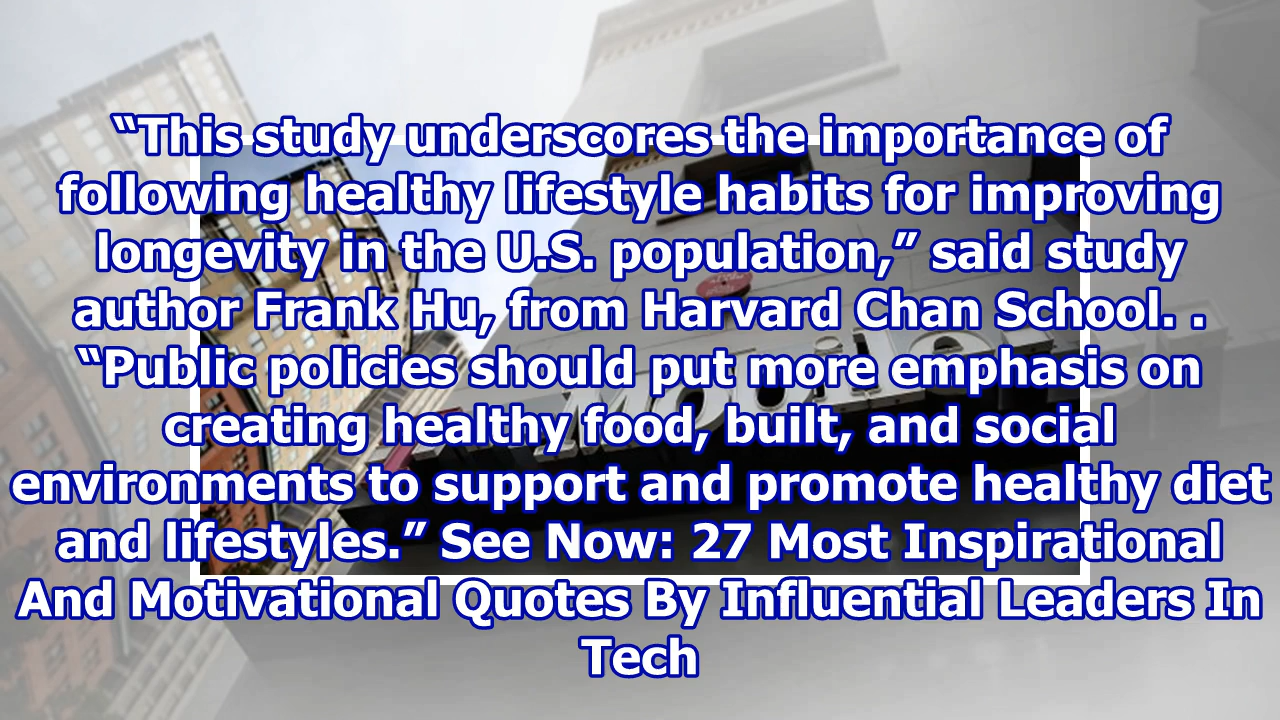 “This study underscores the importance of
following healthy lifestyle habits for improving
longevity in the U.S. population,” said study
author Frank Hu, from Harvard Chan School. .
“Public policies should put more emphasis on
creating healthy food, built, and social
environments to support and promote healthy diet
and lifestyles.” See Now: 27 Most Inspirational
And Motivational Quotes By Influential Leaders In
Tech